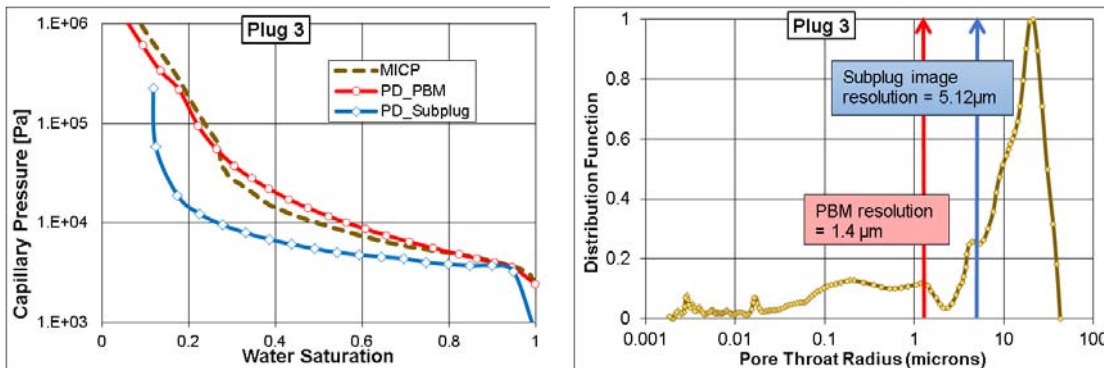 Plug 3
1.E+06
1.E+05
1.E+04
1.E+03
Capillary Pressure [Pa]
MICP
PD_PBM
PD_Subplug
0 0.2 0.4 0.6 0.8 1
Water Saturation
Plug 3
1
0.8
0.6
0.4
0.2
0
Distribution Function
Subplug image
resolution = 5.12µm
PBM resolution
= 1.4 µm
0.001 0.01 0.1 1 10 100
Pore Throat Radius (microns)